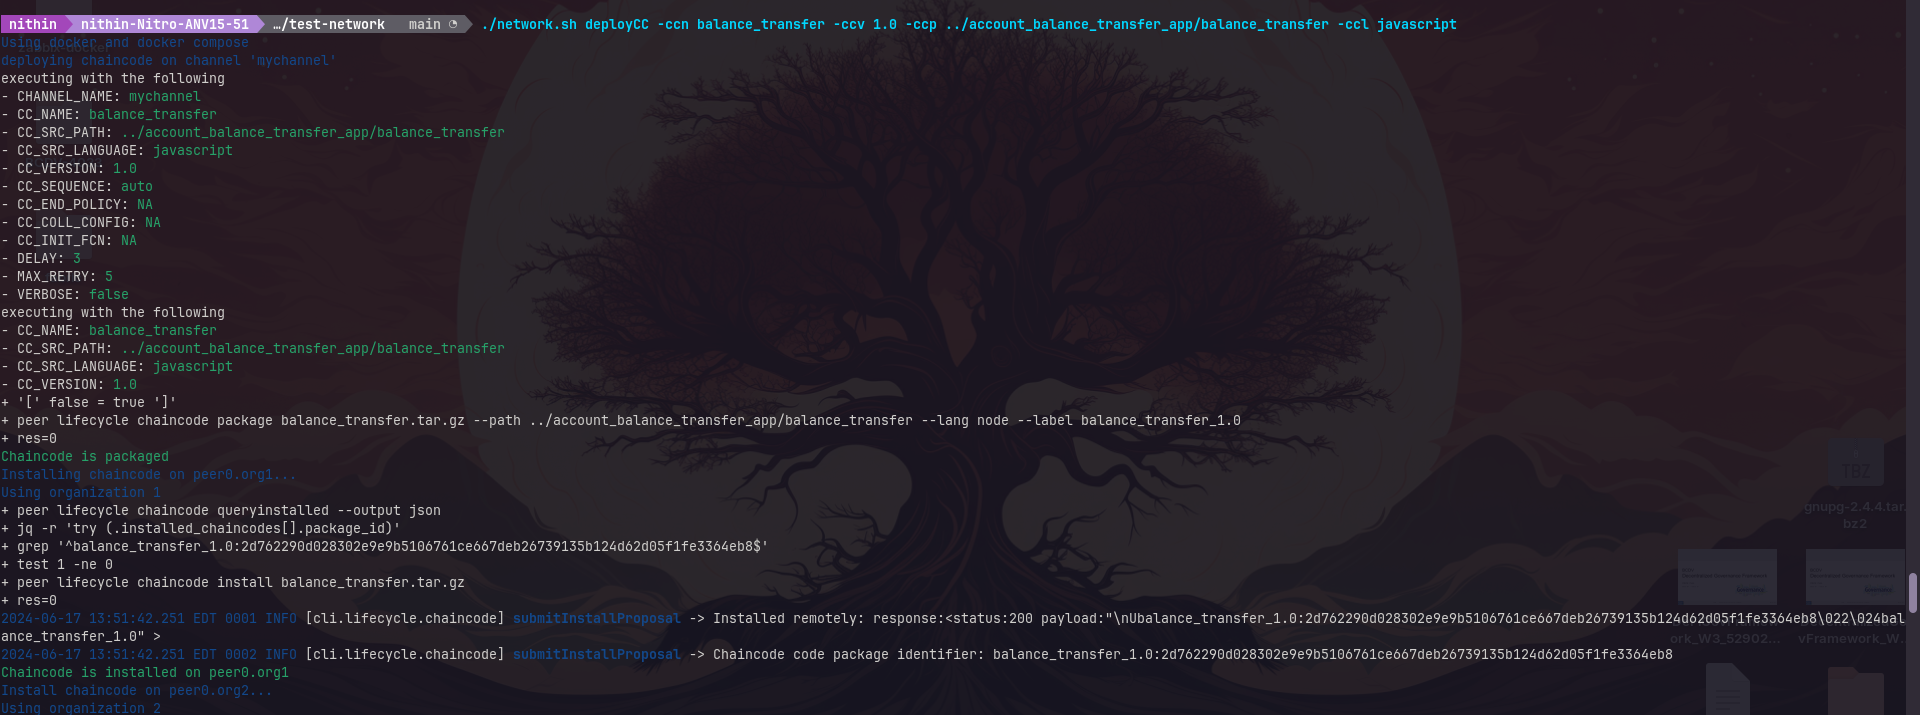 nithin nithin-Nitro-ANV15-51 …/test-network main ◔ ./network.sh deployCC -ccn balance_transfer -ccv 1.0 -ccp ../account_balance_transfer_app/balance_transfer -ccl javascript
Using docker and docker compose
deploying chaincode on channel 'mychannel'
executing with the following
- CHANNEL_NAME: mychannel
- CC_NAME: balance_transfer
- CC_SRC_PATH: ../account_balance_transfer_app/balance_transfer
- CC_SRC_LANGUAGE: javascript
- CC_VERSION: 1.0
- CC_SEQUENCE: auto
- CC_END_POLICY: NA
- CC_COLL_CONFIG: NA
- CC_INIT_FCN: NA
- DELAY: 3
- MAX_RETRY: 5
- VERBOSE: false
executing with the following
- CC_NAME: balance_transfer
- CC_SRC_PATH: ../account_balance_transfer_app/balance_transfer
- CC_SRC_LANGUAGE: javascript
- CC_VERSION: 1.0
+ '[' false = true ']'
+ peer lifecycle chaincode package balance_transfer.tar.gz --path ../account_balance_transfer_app/balance_transfer --lang node --label balance_transfer_1.0
+ res=0
Chaincode is packaged
Installing chaincode on peer0.org1...
Using organization 1
+ peer lifecycle chaincode queryinstalled --output json
+ jq -r 'try (.installed_chaincodes[].package_id)'
+ grep '^balance_transfer_1.0:2d762290d028302e9e9b5106761ce667deb26739135b124d62d05f1fe3364eb8$'
+ test 1 -ne 0
+ peer lifecycle chaincode install balance_transfer.tar.gz
+ res=0
2024-06-17 13:51:42.251 EDT 0001 INFO [cli.lifecycle.chaincode] submitInstallProposal -> Installed remotely: response:<status:200 payload:"\nUbalance_transfer_1.0:2d762290d028302e9e9b5106761ce667deb26739135b124d62d05f1fe3364eb8\022\024bal
ance_transfer_1.0" >
2024-06-17 13:51:42.251 EDT 0002 INFO [cli.lifecycle.chaincode] submitInstallProposal -> Chaincode code package identifier: balance_transfer_1.0:2d762290d028302e9e9b5106761ce667deb26739135b124d62d05f1fe3364eb8
Chaincode is installed on peer0.org1
Install chaincode on peer0.org2...
Using organization 2
TBZ
gnupg-2.4.4.tar.
bz2
ork_W3_52902...
vFramework_W...